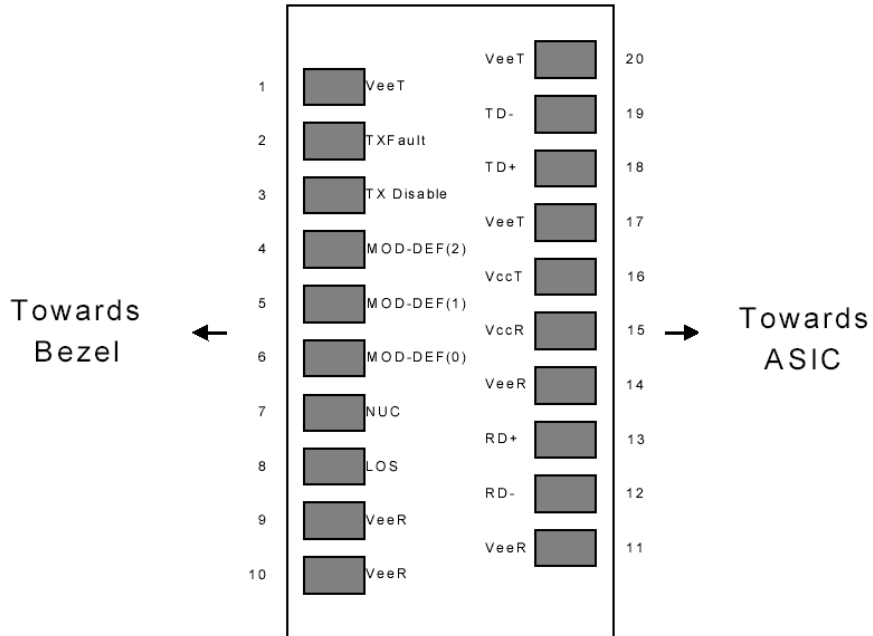 VeeT 20
1 VeeT
TD- 19
2 TXFault
TD+ 18
3 TX Disable
VeeT 17
4 MOD-DEF(2)
VccT 16
5 MOD-DEF(1)
Towards
Bezel
VccR 15
Towards
ASIC
6 MOD-DEF(0)
VeeR 14
7 NUC
RD+ 13
8 LOS
RD- 12
9 VeeR
VeeR 11
10 VeeR